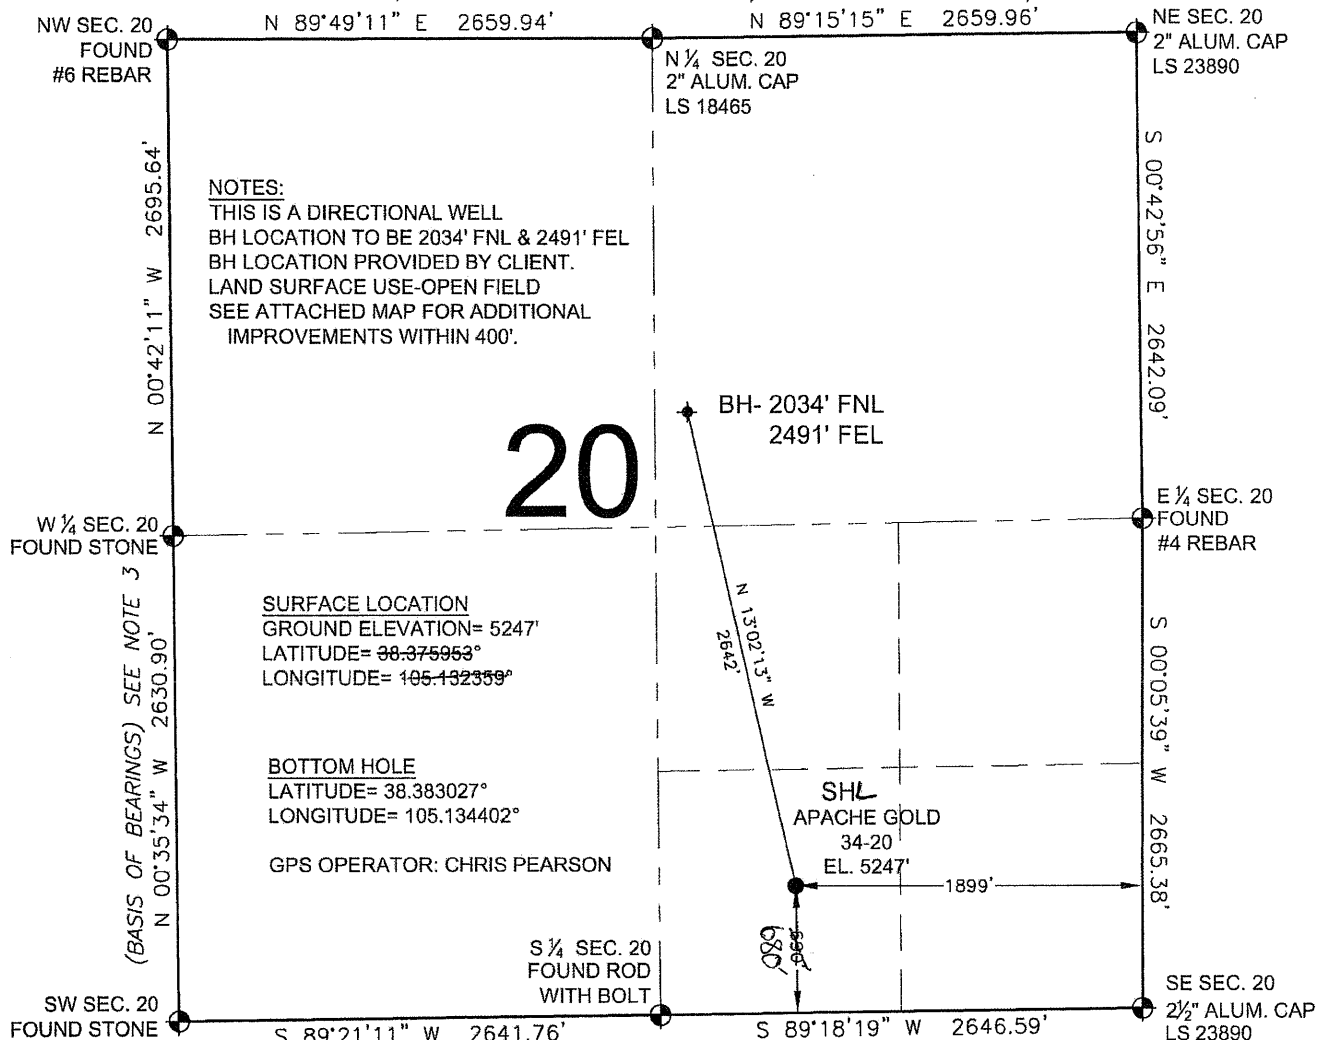 N 89°49'11" E 2659.94'
N 89°15'15" E 2659.96'
NW SEC. 20
FOUND
#6 REBAR
N ¼ SEC. 20
2" ALUM. CAP
LS 18465
NE SEC. 20
2" ALUM. CAP
LS 23890
N 00°42'11" W 2695.64'
S 00°42'56" E 2642.09'
NOTES:
THIS IS A DIRECTIONAL WELL
BH LOCATION TO BE 2034' FNL & 2491' FEL
BH LOCATION PROVIDED BY CLIENT.
LAND SURFACE USE-OPEN FIELD
SEE ATTACHED MAP FOR ADDITIONAL
IMPROVEMENTS WITHIN 400'.
BH- 2034' FNL
2491' FEL
20
W ¼ SEC. 20
FOUND STONE
E ¼ SEC. 20
FOUND
#4 REBAR
(BASIS OF BEARINGS) SEE NOTE 3
N 00°35'34" W 2630.90'
SURFACE LOCATION
GROUND ELEVATION= 5247'
LATITUDE= 38.375953°
LONGITUDE= 105.132359°
N 13°02'13" W
2642'
S 00°05'39" W 2665.38'
BOTTOM HOLE
LATITUDE= 38.383027°
LONGITUDE= 105.134402°
GPS OPERATOR: CHRIS PEARSON
SHL
APACHE GOLD
34-20
EL. 5247'
1899'
680'
S ¼ SEC. 20
FOUND ROD
WITH BOLT
SW SEC. 20
FOUND STONE
SE SEC. 20
2½" ALUM. CAP
LS 23890
S 89°21'11" W 2641.76'
S 89°18'19" W 2646.59'